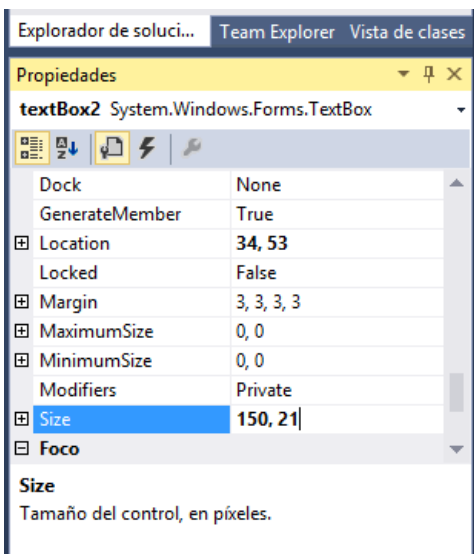 Explorador de soluci... Team Explorer Vista de clases
Propiedades
textBox2 System.Windows.Forms.TextBox
Dock None
GenerateMember True
Location 34, 53
Locked False
Margin 3, 3, 3, 3
MaximumSize 0, 0
MinimumSize 0, 0
Modifiers Private
Size 150, 21
Foco
Size
Tamaño del control, en píxeles.